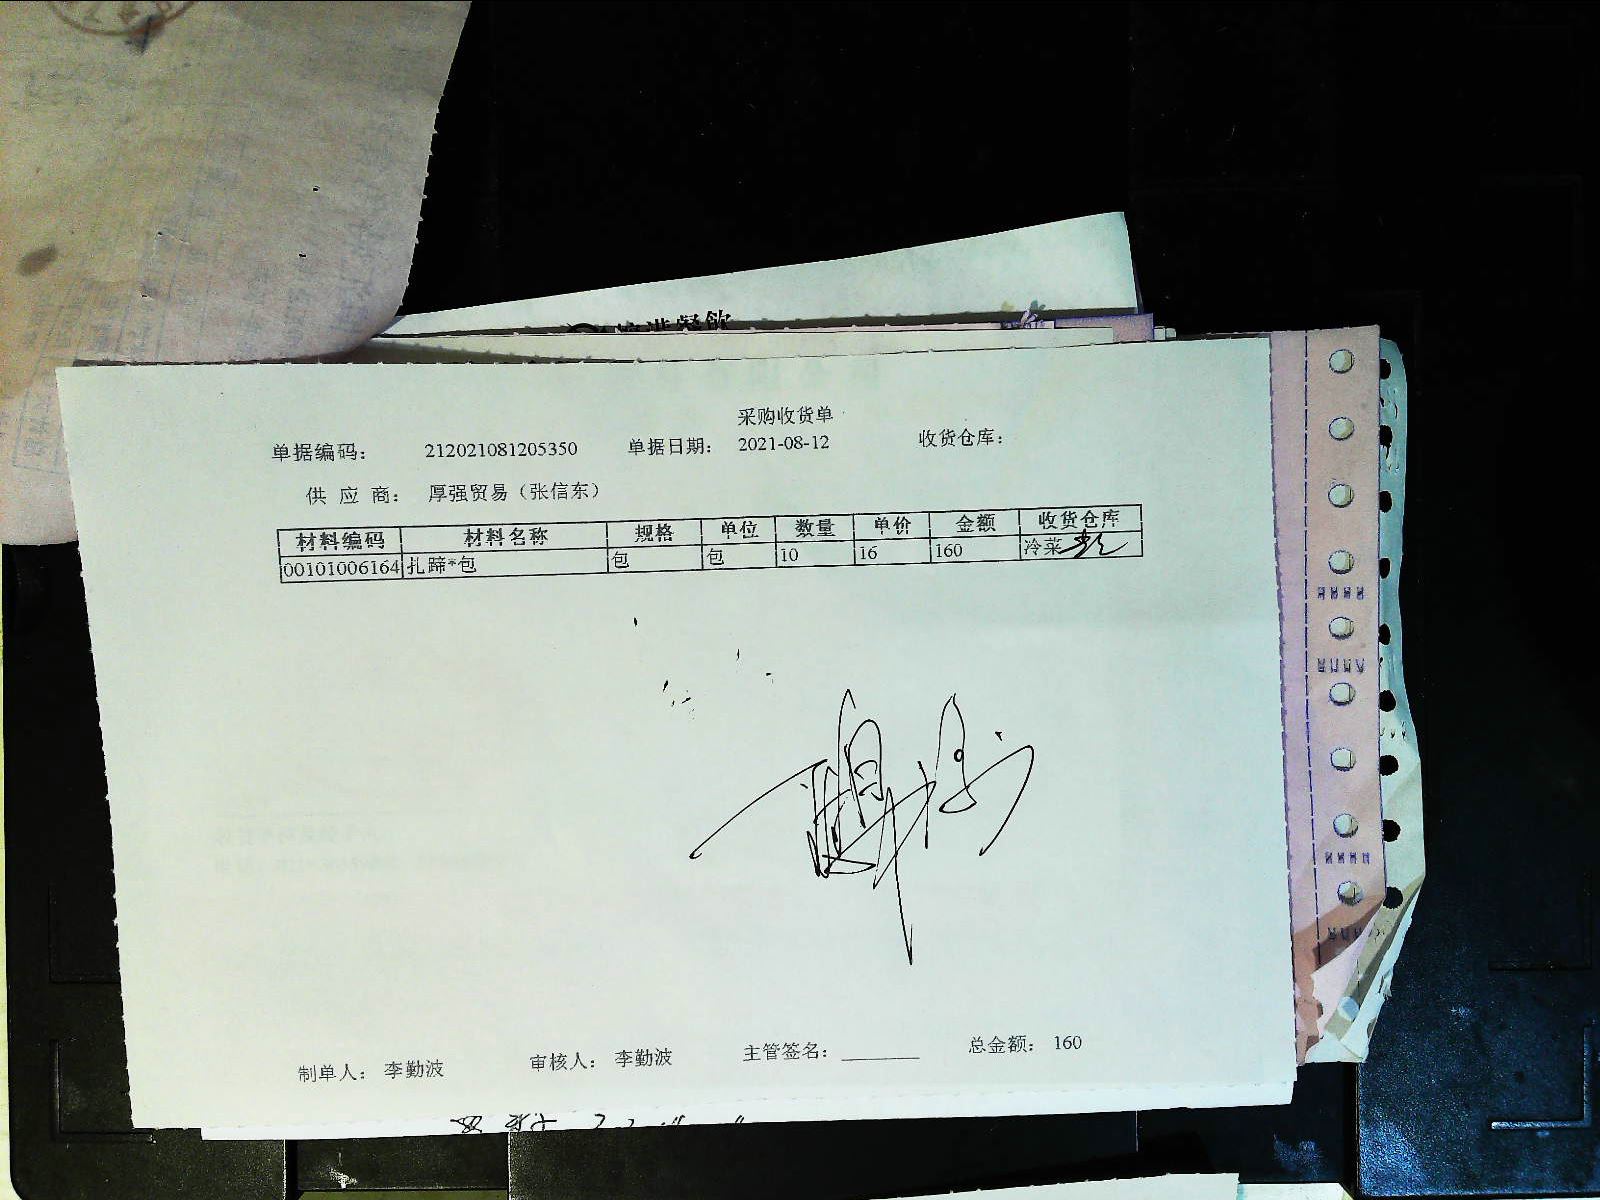 采购收货单
单据编码： 212021081205350 单据日期： 2021-08-12 收货仓库：
供 应 商： 厚强贸易（张信东）
材料编码 材料名称 规格 单位 数量 单价 金额 收货仓库
00101006164 扎蹄*包 包 包 10 16 160 冷菜
制单人： 李勤波 审核人： 李勤波 主管签名： 总金额： 160